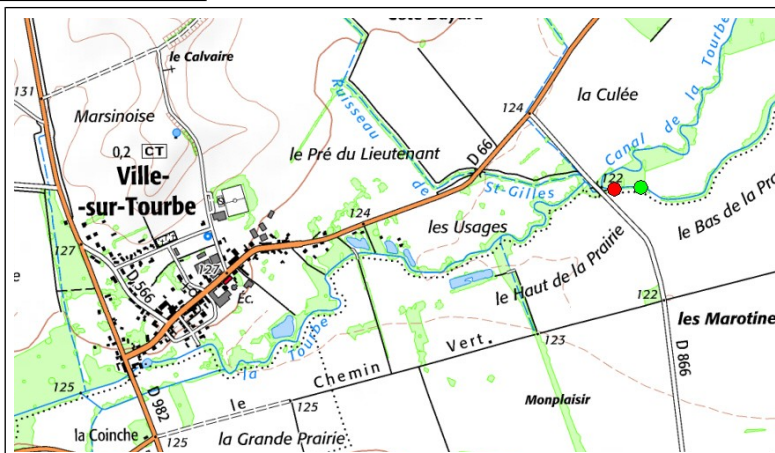 le Calvaire
131
Marsinoise
la Culée
124
Canal de la Tourbe
Ruisseau de St-Gilles
D 66
0,2 CT
le Pré du Lieutenant
Ville-
-sur-Tourbe
122
124
les Usages
le Bas de la Pra
127
127
D 566
Éc.
le Haut de la Prairie
122
les Marotine
la Tourbe
le Chemin Vert.
123
D 866
125
D 982
125
Monplaisir
la Coinche
125
la Grande Prairie